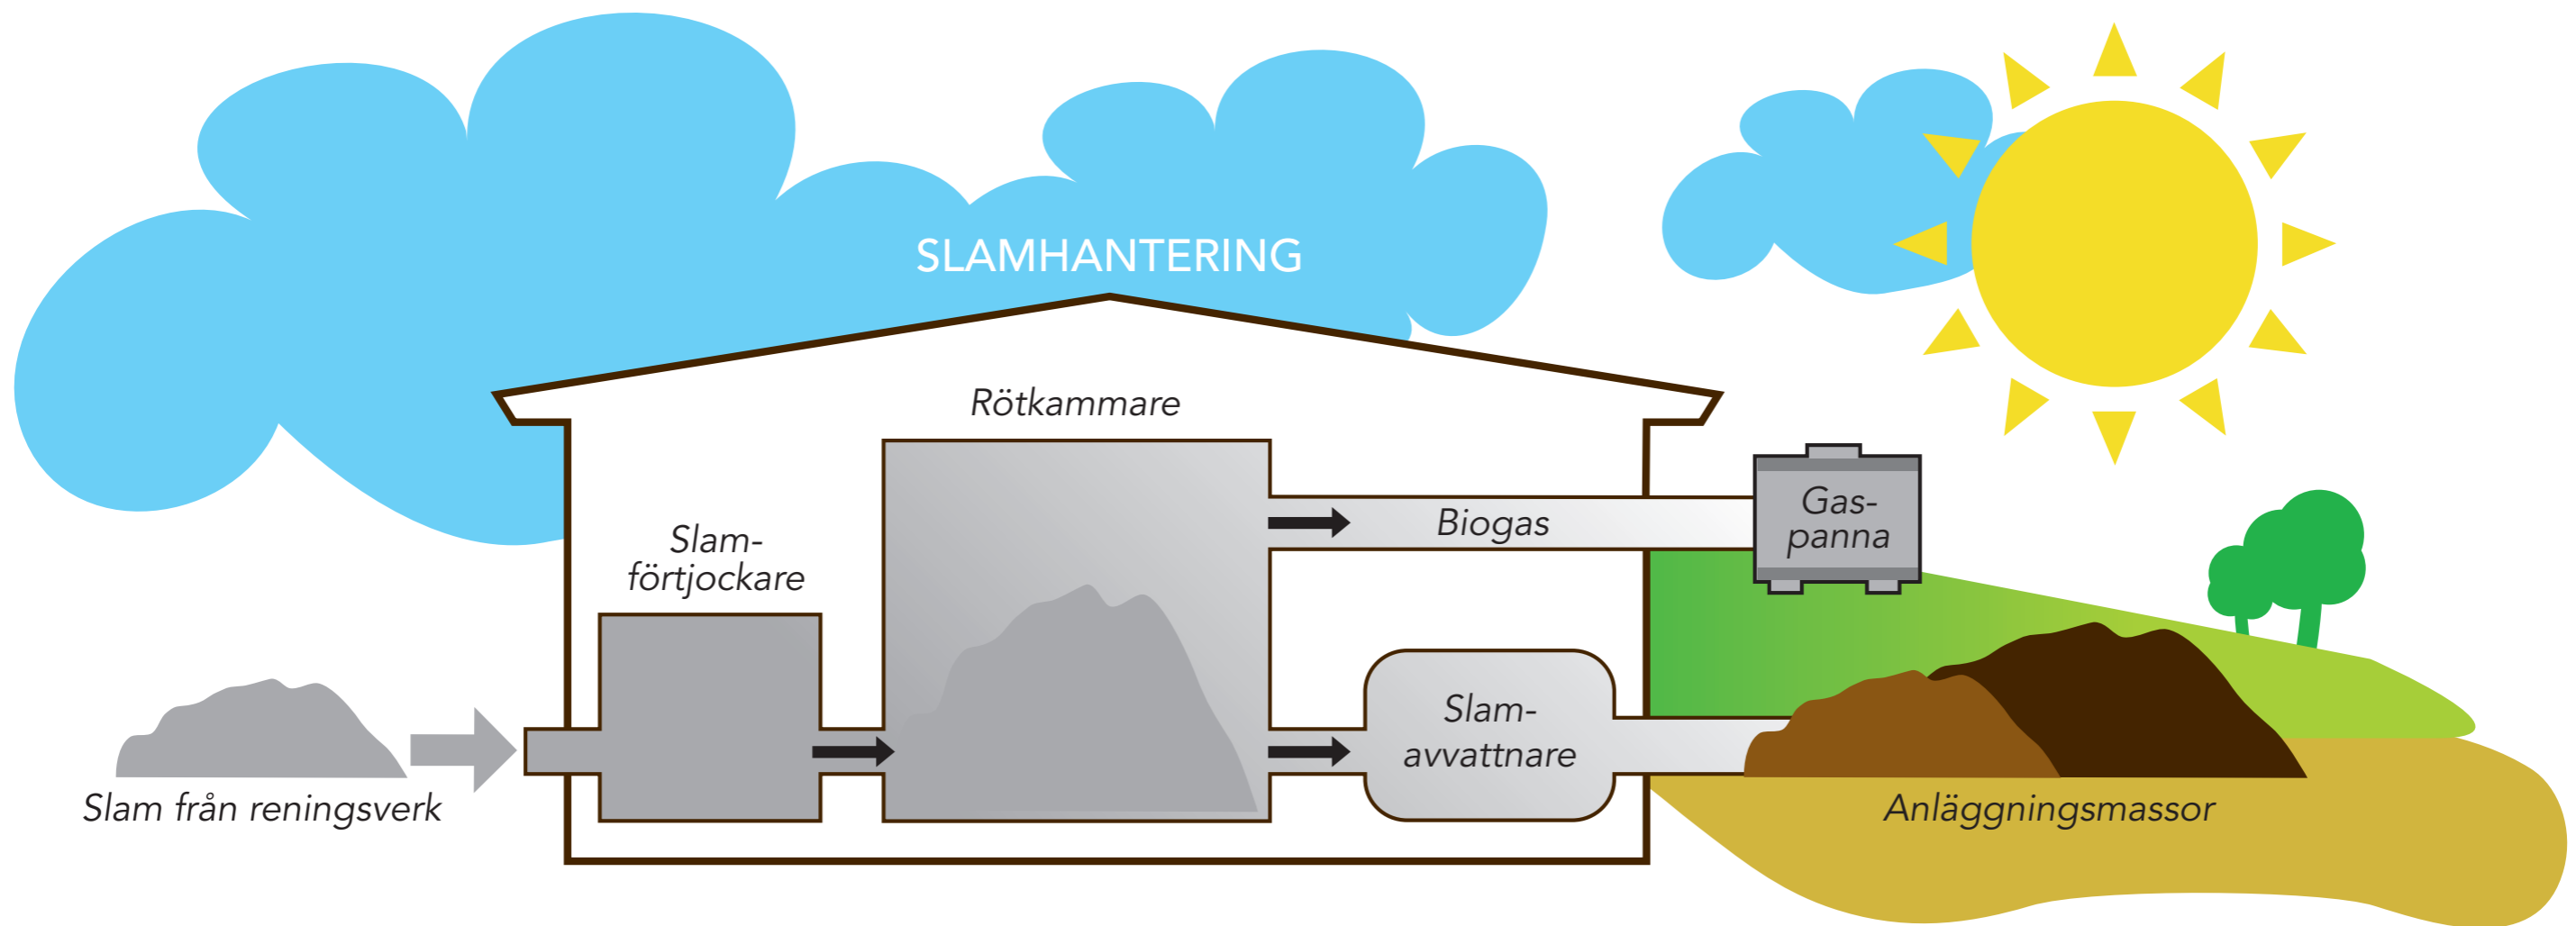 SLAMHANTERING
Rötkammare
Slam-
förtjockare
Biogas
Gas-
panna
Slam-
avvattnare
Slam från reningsverk
Anläggningsmassor